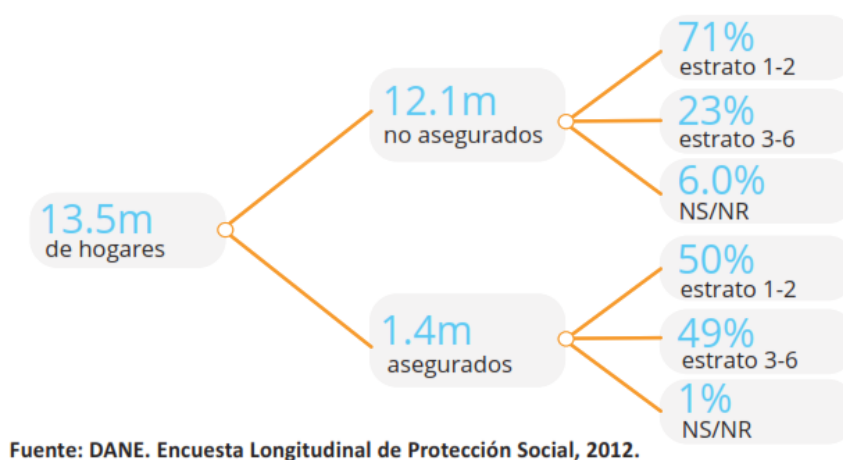 13.5m
de hogares
12.1m
no asegurados
71%
estrato 1-2
23%
estrato 3-6
6.0%
NS/NR
1.4m
asegurados
50%
estrato 1-2
49%
estrato 3-6
1%
NS/NR
Fuente: DANE. Encuesta Longitudinal de Protección Social, 2012.